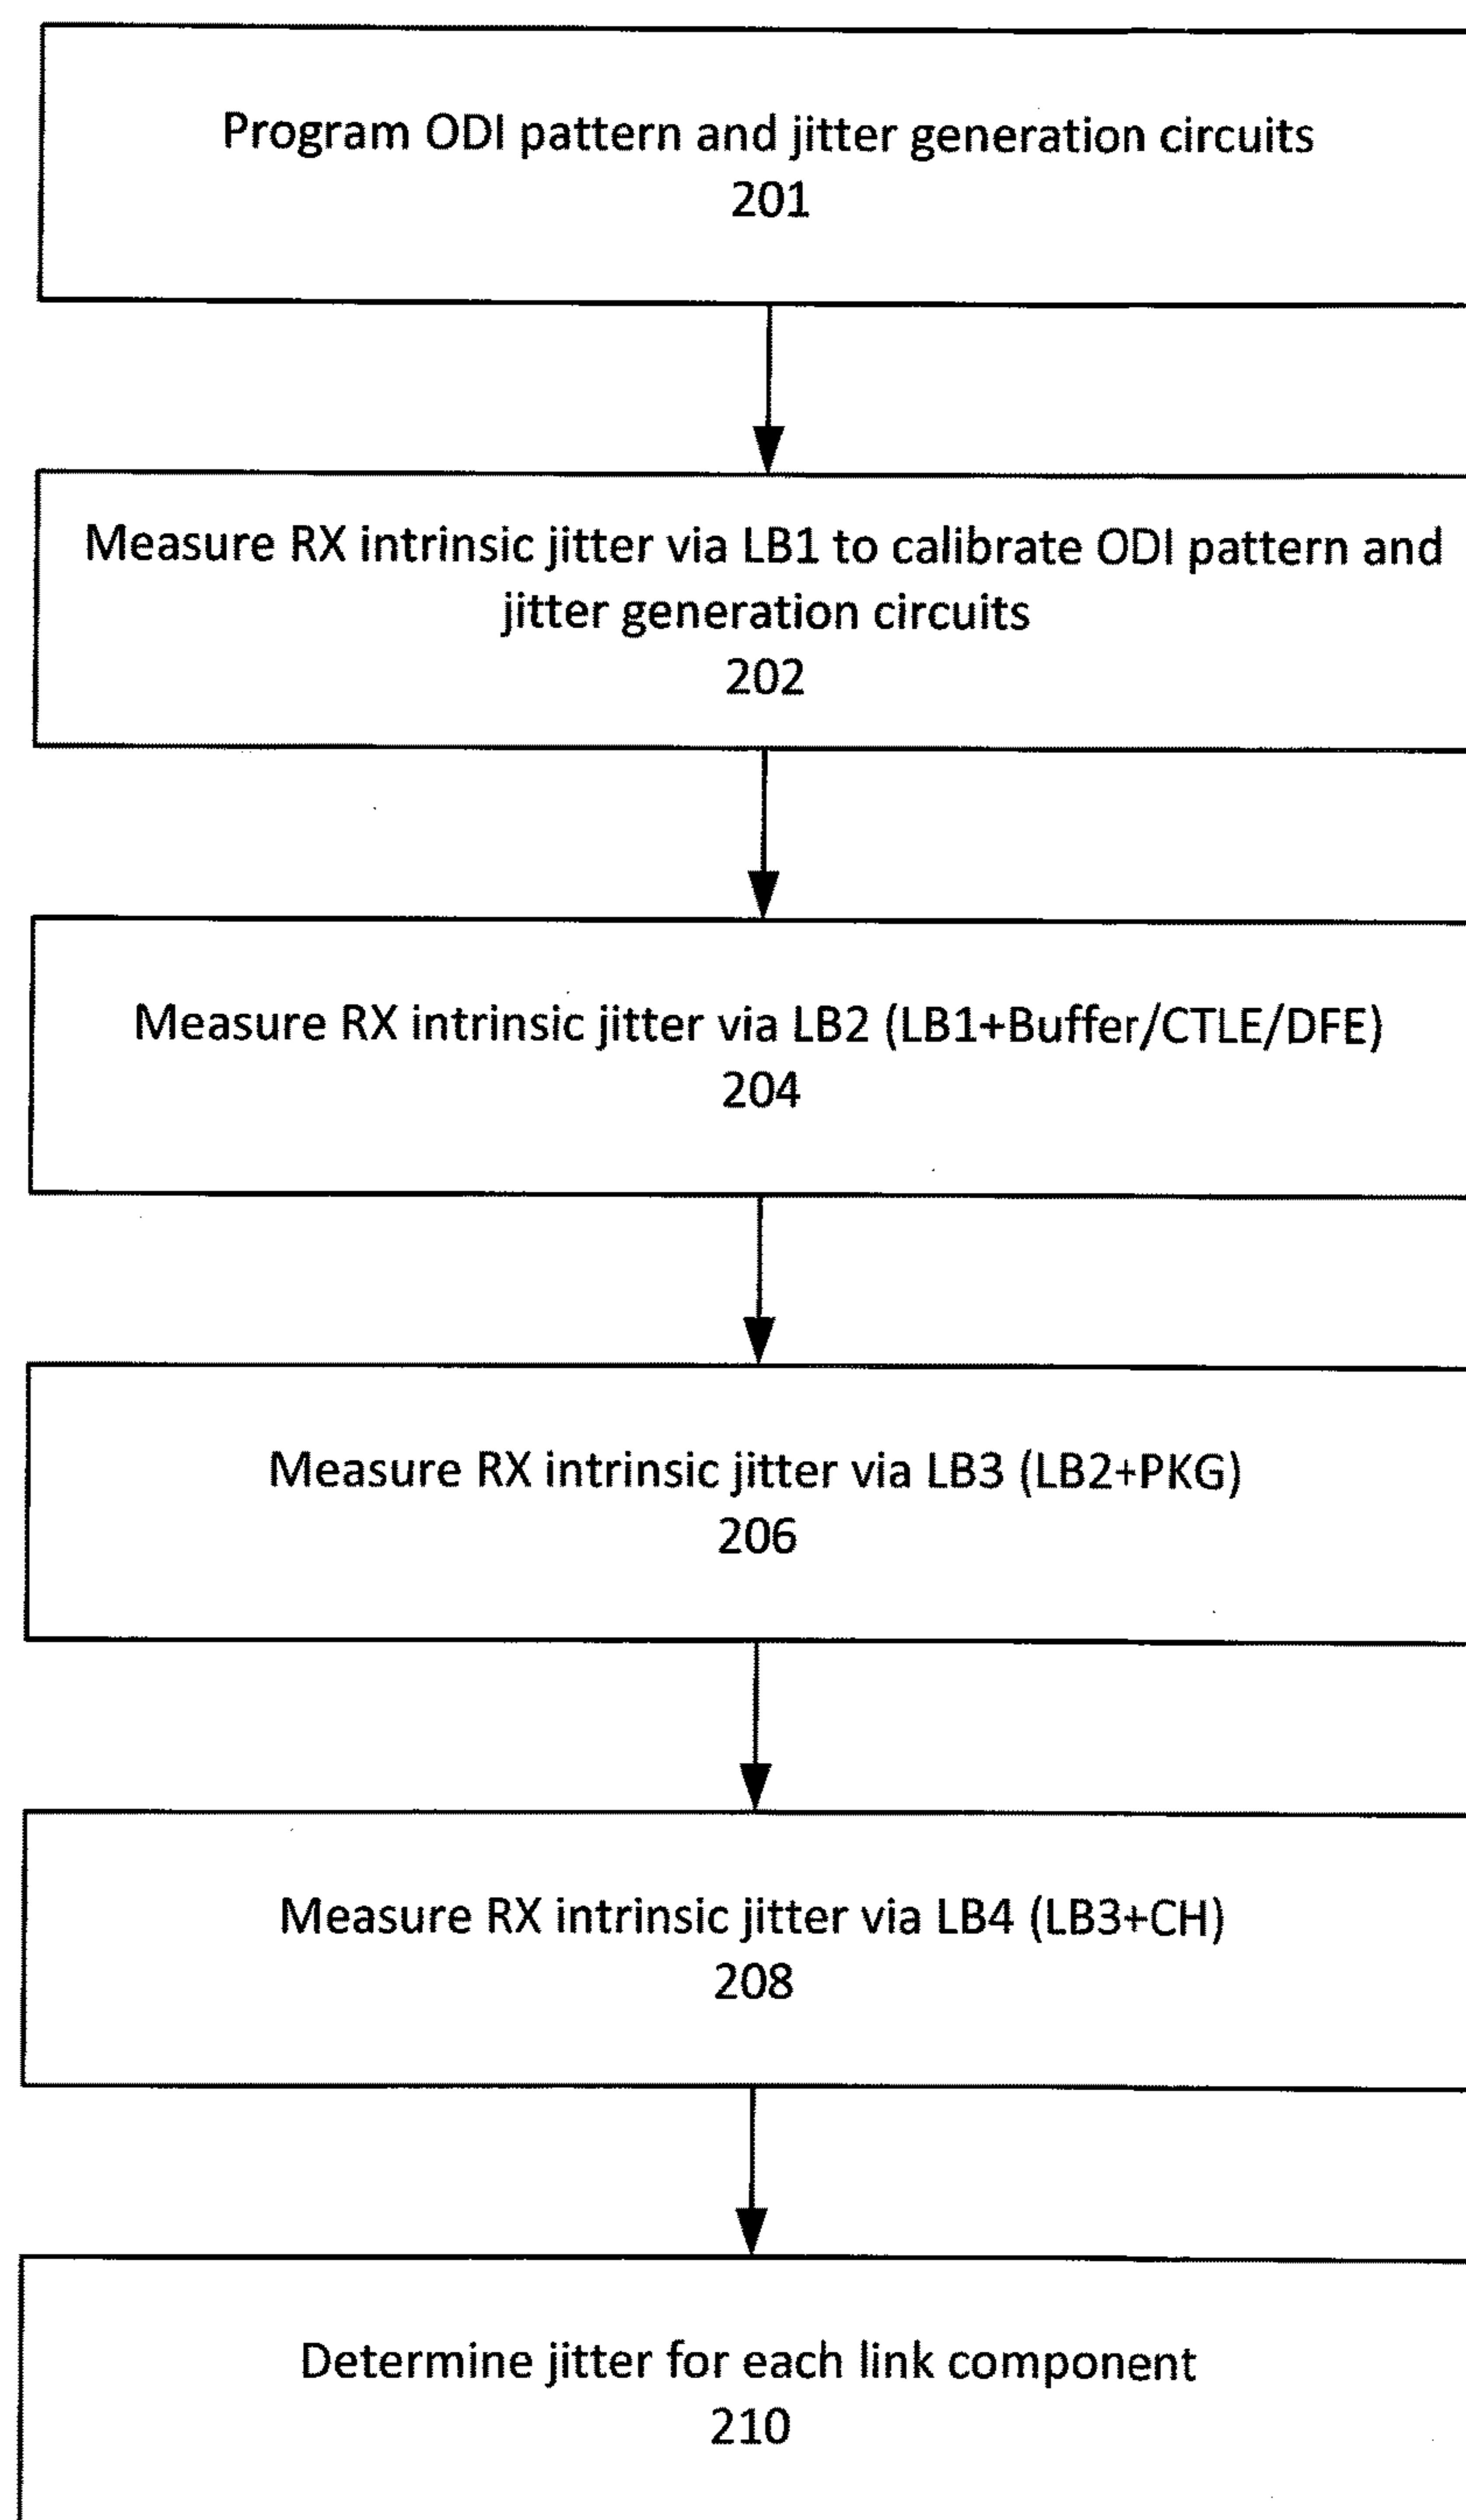 Program ODI pattern and jitter generation circuits
201
Measure RX intrinsic jitter via LB1 to calibrate ODI pattern and
jitter generation circuits
202
Measure RX intrinsic jitter via LB2 (LB1+Buffer/CTLE/DFE)
204
Measure RX intrinsic jitter via LB3 (LB2+PKG)
206
Measure RX intrinsic jitter via LB4 (LB3+CH)
208
Determine jitter for each link component
210